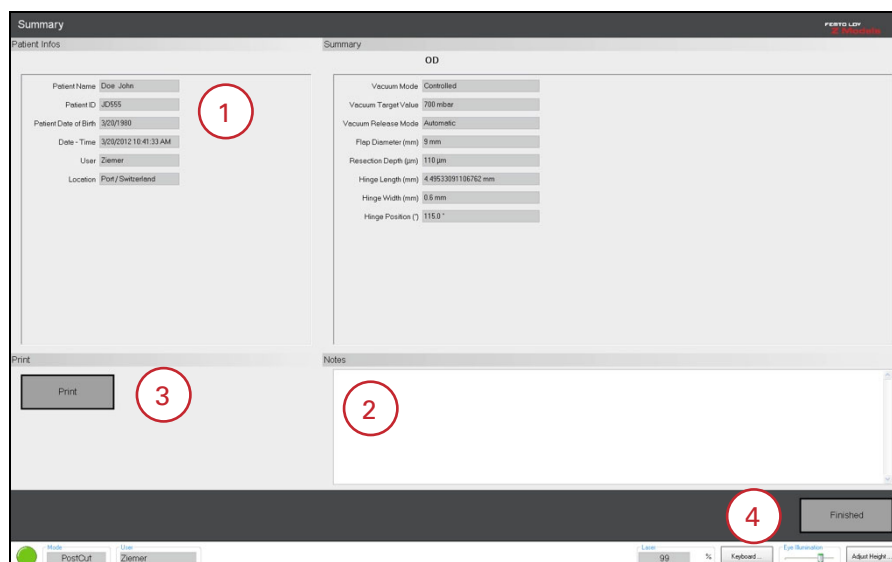 Summary
FEMTO LDV
Z Models
Patient Infos
Summary
OD
Patient Name Doe John
Patient ID JD555
Patient Date of Birth 3/20/1980
Date - Time 3/20/2012 10:41:33 AM
User Ziemer
Location Port / Switzerland
1
Vacuum Mode Controlled
Vacuum Target Value 700 mbar
Vacuum Release Mode Automatic
Flap Diameter (mm) 9 mm
Resection Depth (µm) 110 µm
Hinge Length (mm) 4.49533091106762 mm
Hinge Width (mm) 0.6 mm
Hinge Position (°) 115.0 °
Print
Notes
Print
3
2
4
Finished
Mode
PostCut
User
Ziemer
Laser
99 %
Keyboard ...
Eye Illumination
Adjust Height ...